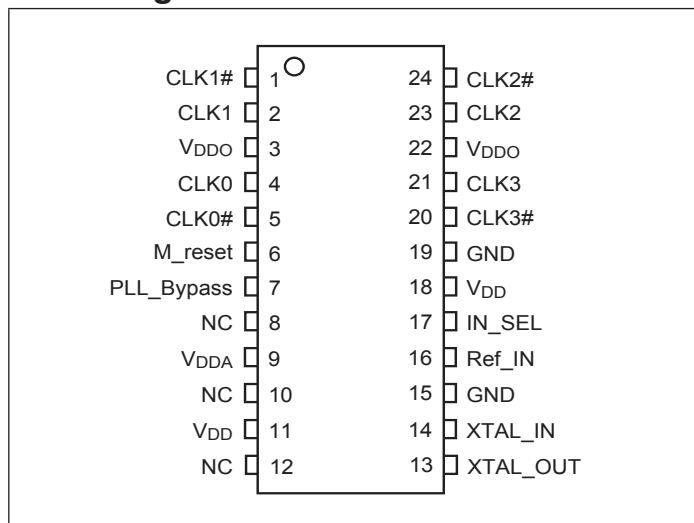 CLK1# 1 24 CLK2#
CLK1 2 23 CLK2
VDDO 3 22 VDDO
CLK0 4 21 CLK3
CLK0# 5 20 CLK3#
M_reset 6 19 GND
PLL_Bypass 7 18 VDD
NC 8 17 IN_SEL
VDDA 9 16 Ref_IN
NC 10 15 GND
VDD 11 14 XTAL_IN
NC 12 13 XTAL_OUT